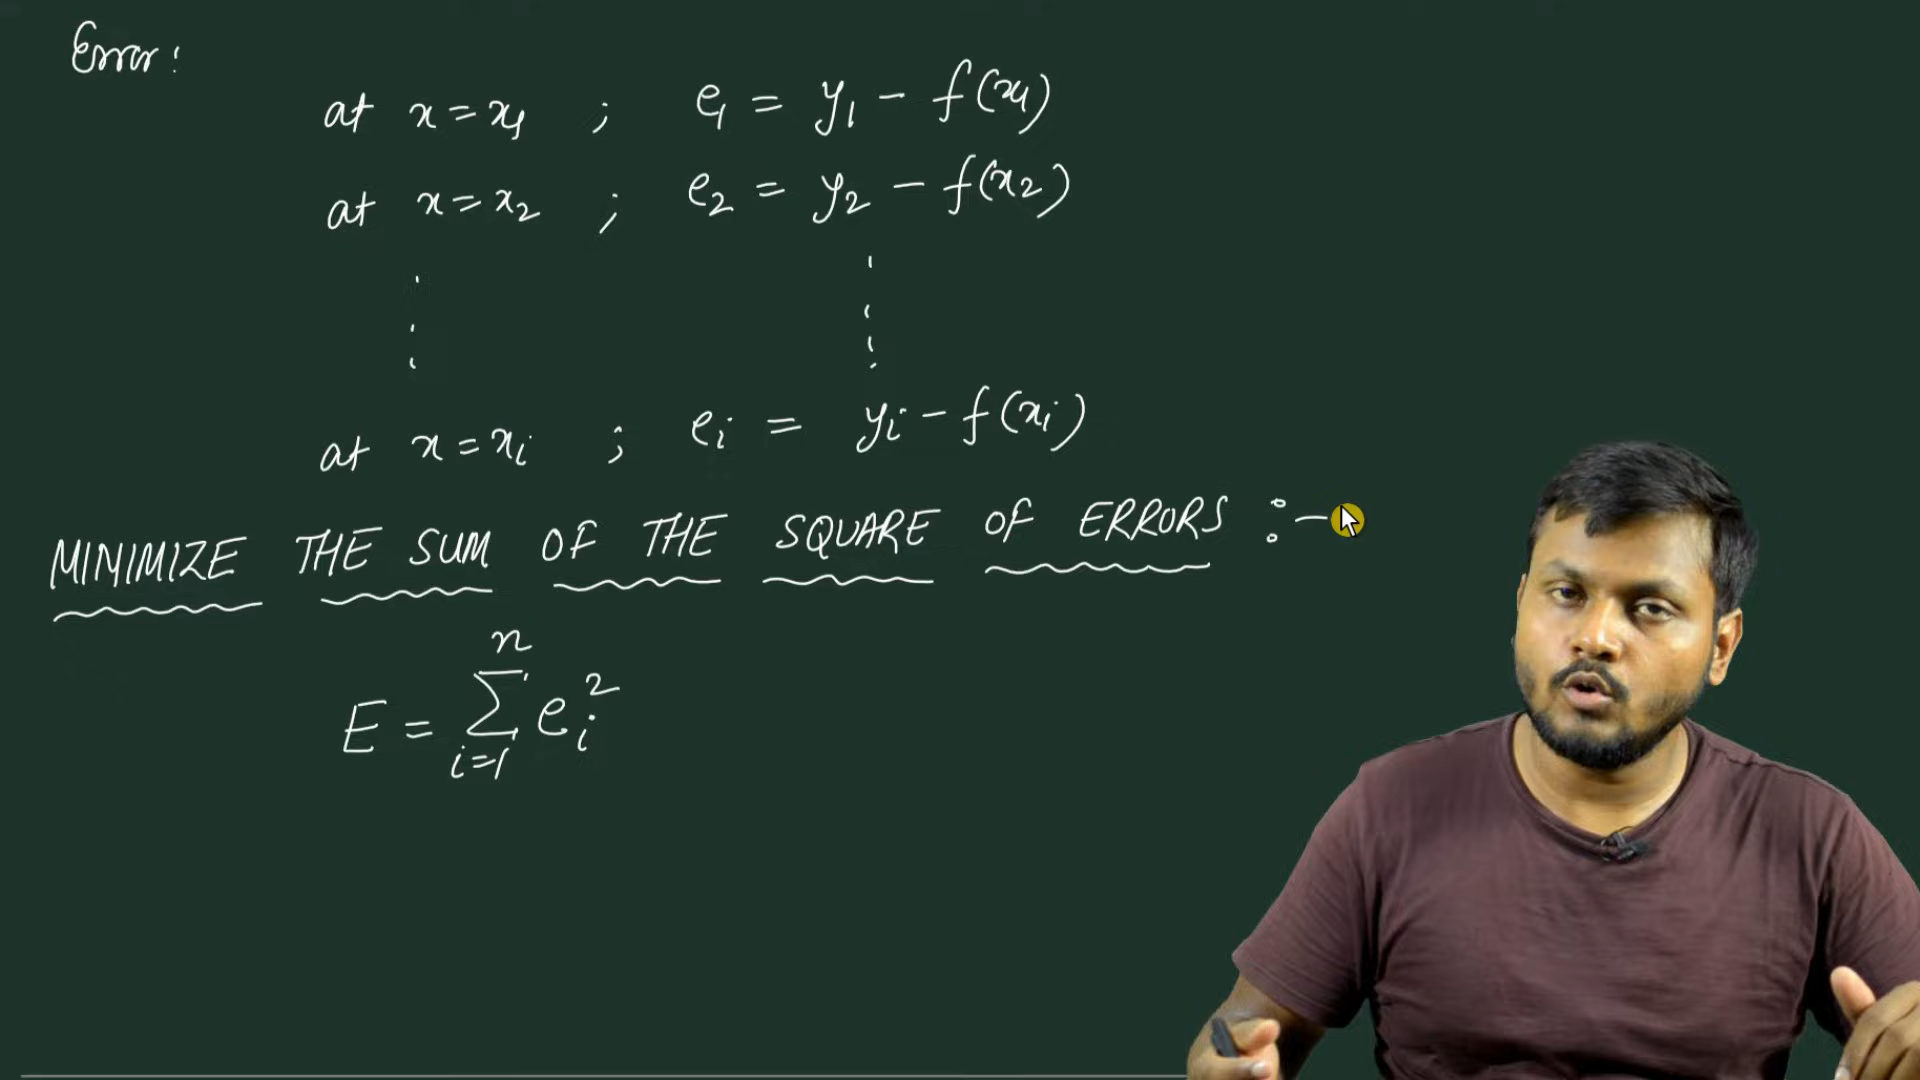 Error:
at x = x₁ ; e₁ = y₁ - f(x₁)
at x = x₂ ; e₂ = y₂ - f(x₂)
at x = xᵢ ; eᵢ = yᵢ - f(xᵢ)
MINIMIZE THE SUM OF THE SQUARE OF ERRORS :-
n
E = ∑ eᵢ²
i=1